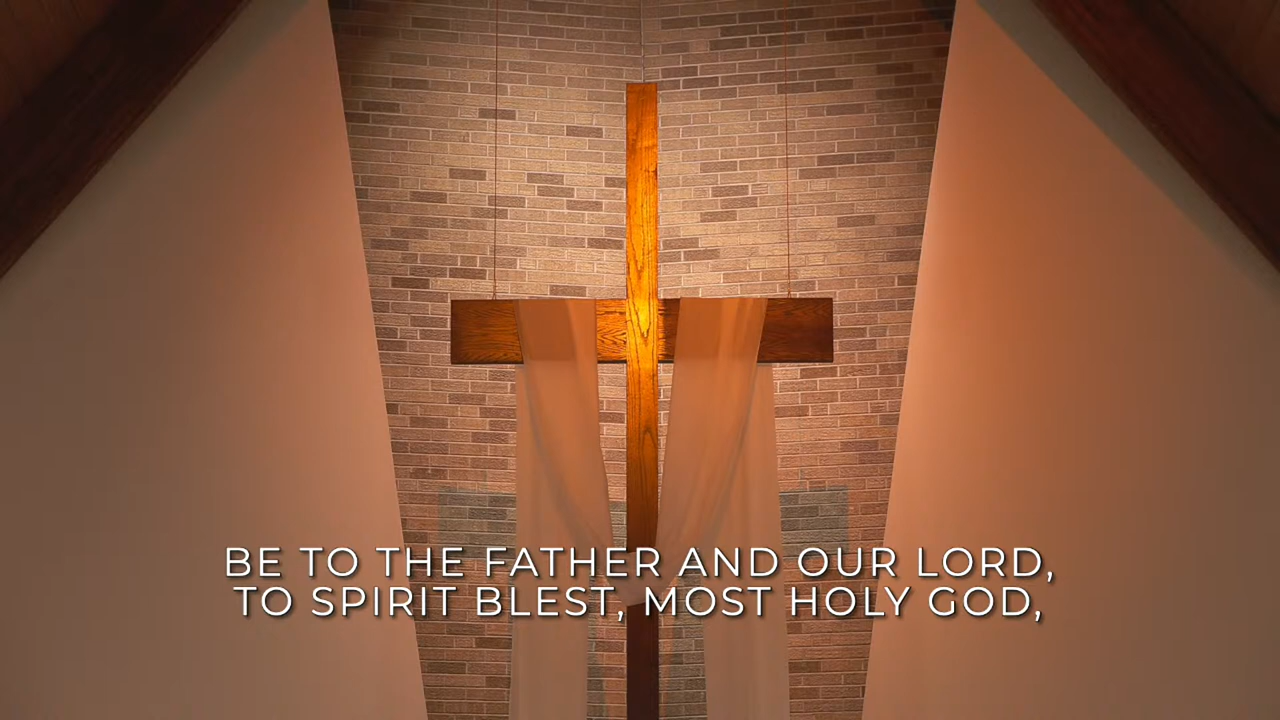 BE TO THE FATHER AND OUR LORD,
TO SPIRIT BLEST, MOST HOLY GOD,